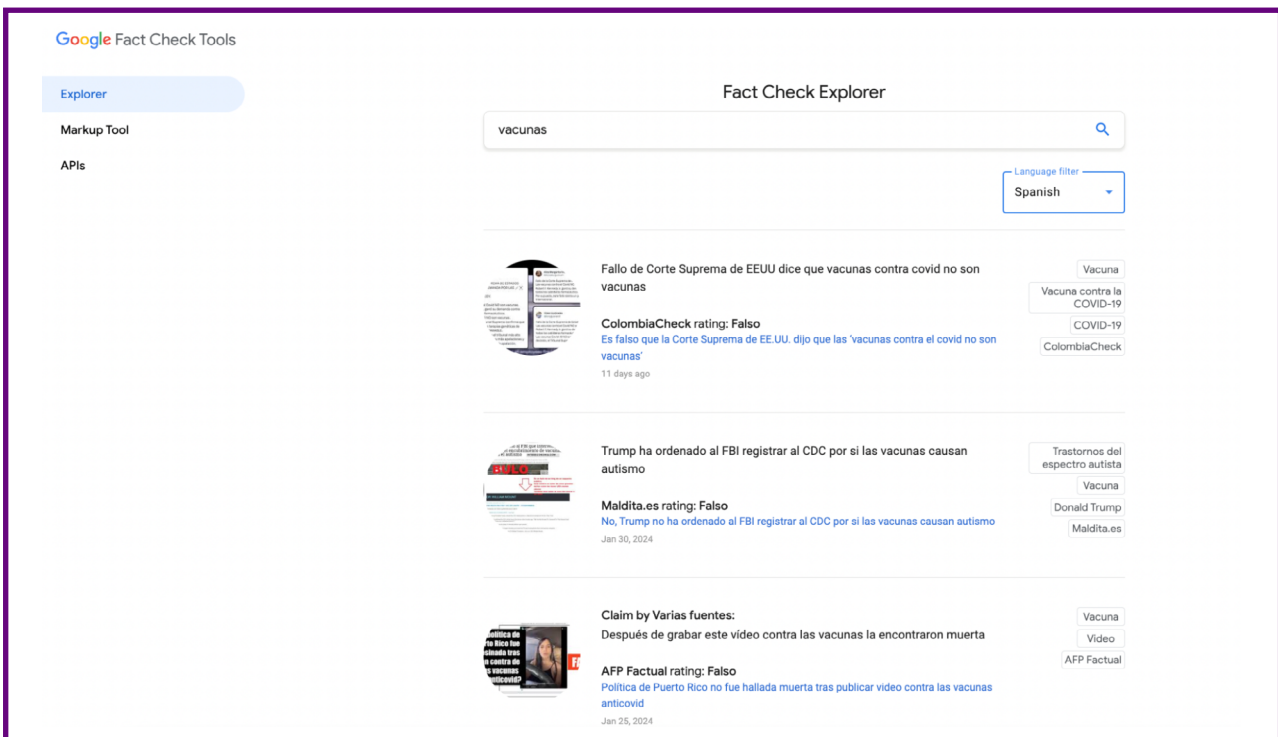 Google Fact Check Tools
Explorer
Markup Tool
APIs
Fact Check Explorer
vacunas
Language filter
Spanish
Fallo de Corte Suprema de EEUU dice que vacunas contra covid no son
vacunas
ColombiaCheck rating: Falso
Es falso que la Corte Suprema de EE.UU. dijo que las 'vacunas contra el covid no son
vacunas'
11 days ago
Vacuna
Vacuna contra la
COVID-19
COVID-19
ColombiaCheck
BULO
Trump ha ordenado al FBI registrar al CDC por si las vacunas causan
autismo
Maldita.es rating: Falso
No, Trump no ha ordenado al FBI registrar al CDC por si las vacunas causan autismo
Jan 30, 2024
Trastornos del
espectro autista
Vacuna
Donald Trump
Maldita.es
Claim by Varias fuentes:
Después de grabar este vídeo contra las vacunas la encontraron muerta
AFP Factual rating: Falso
Política de Puerto Rico no fue hallada muerta tras publicar video contra las vacunas
anticovid
Jan 25, 2024
Vacuna
Video
AFP Factual